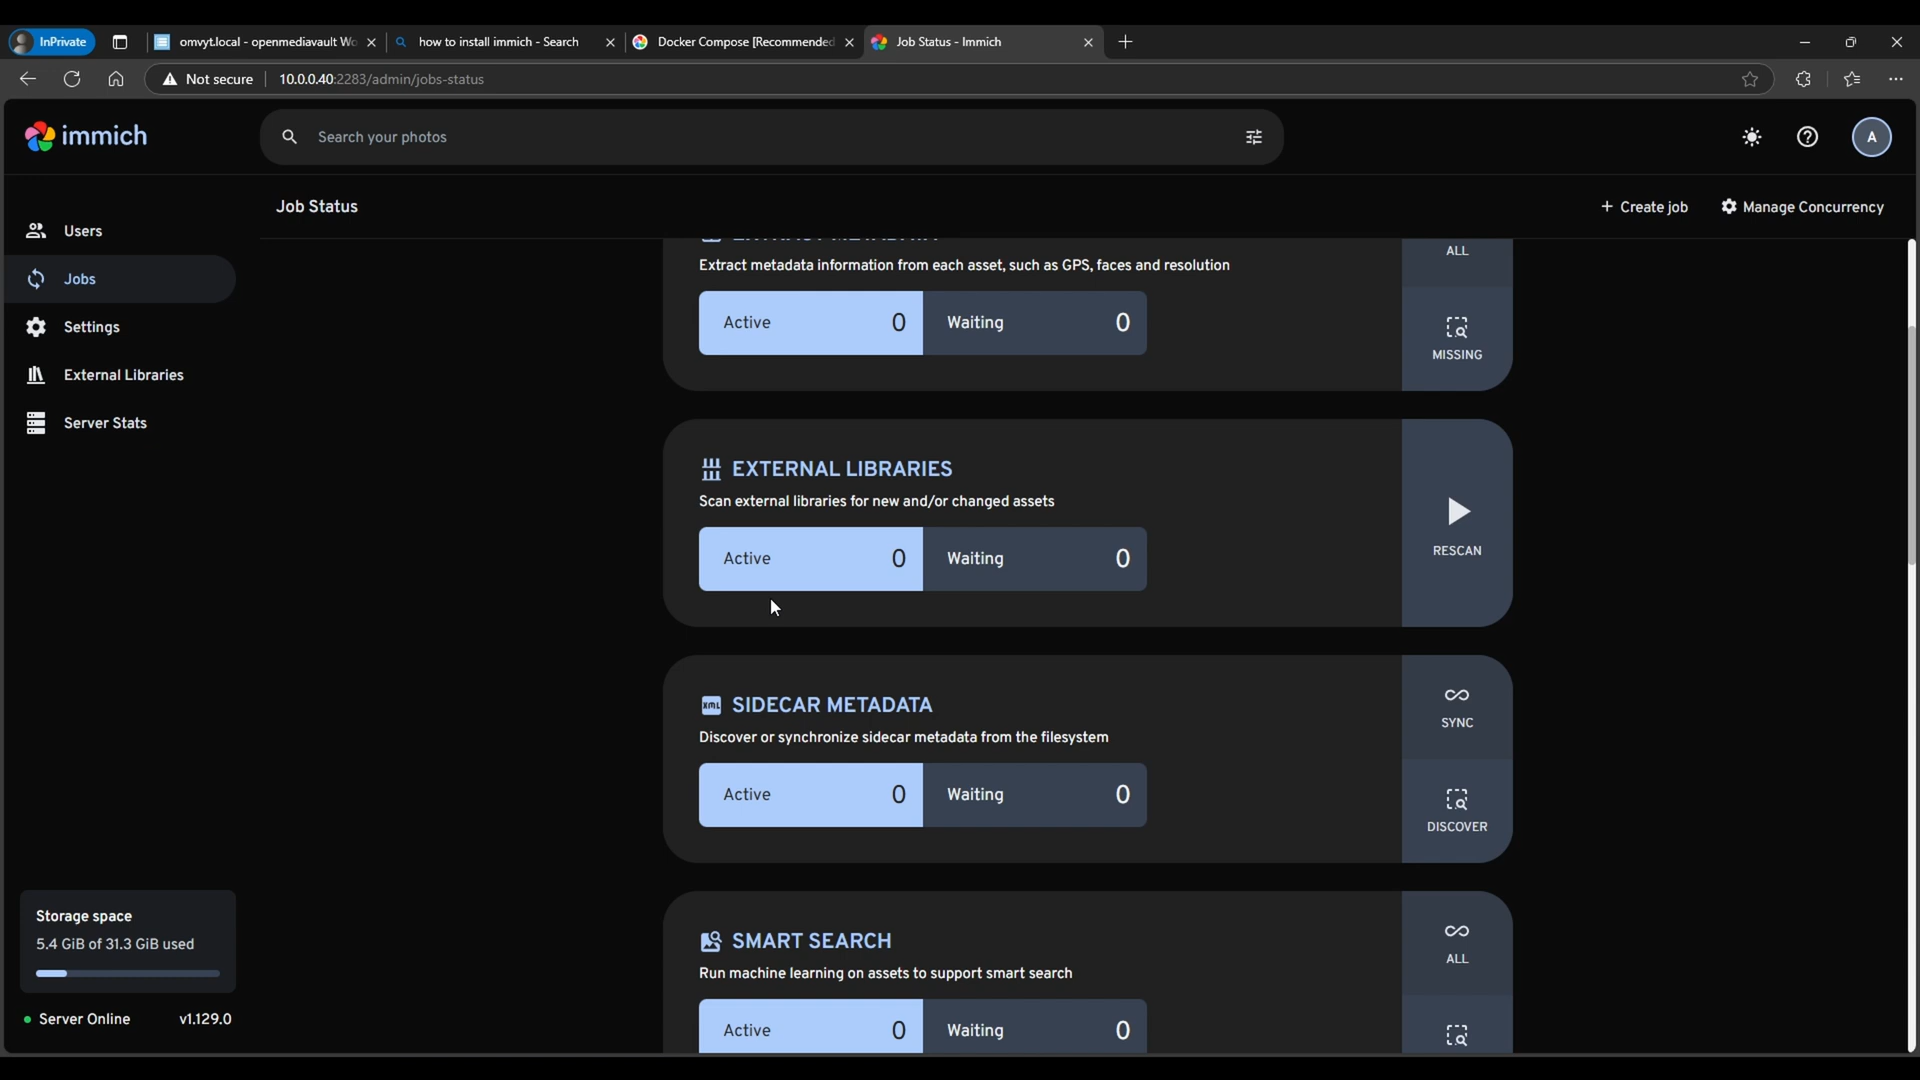 InPrivate
omvyt.local - openmediavault Wo
how to install immich - Search
Docker Compose [Recommended]
Job Status - Immich
Not secure
10.0.0.40:2283/admin/jobs-status
immich
Search your photos
A
Job Status
Create job
Manage Concurrency
Users
Jobs
Settings
External Libraries
Server Stats
ALL
Extract metadata information from each asset, such as GPS, faces and resolution
Active 0 Waiting 0
MISSING
EXTERNAL LIBRARIES
Scan external libraries for new and/or changed assets
Active 0 Waiting 0
RESCAN
XML SIDECAR METADATA
SYNC
Discover or synchronize sidecar metadata from the filesystem
Active 0 Waiting 0
DISCOVER
SMART SEARCH
ALL
Run machine learning on assets to support smart search
Active 0 Waiting 0
Storage space
5.4 GiB of 31.3 GiB used
Server Online v1.129.0